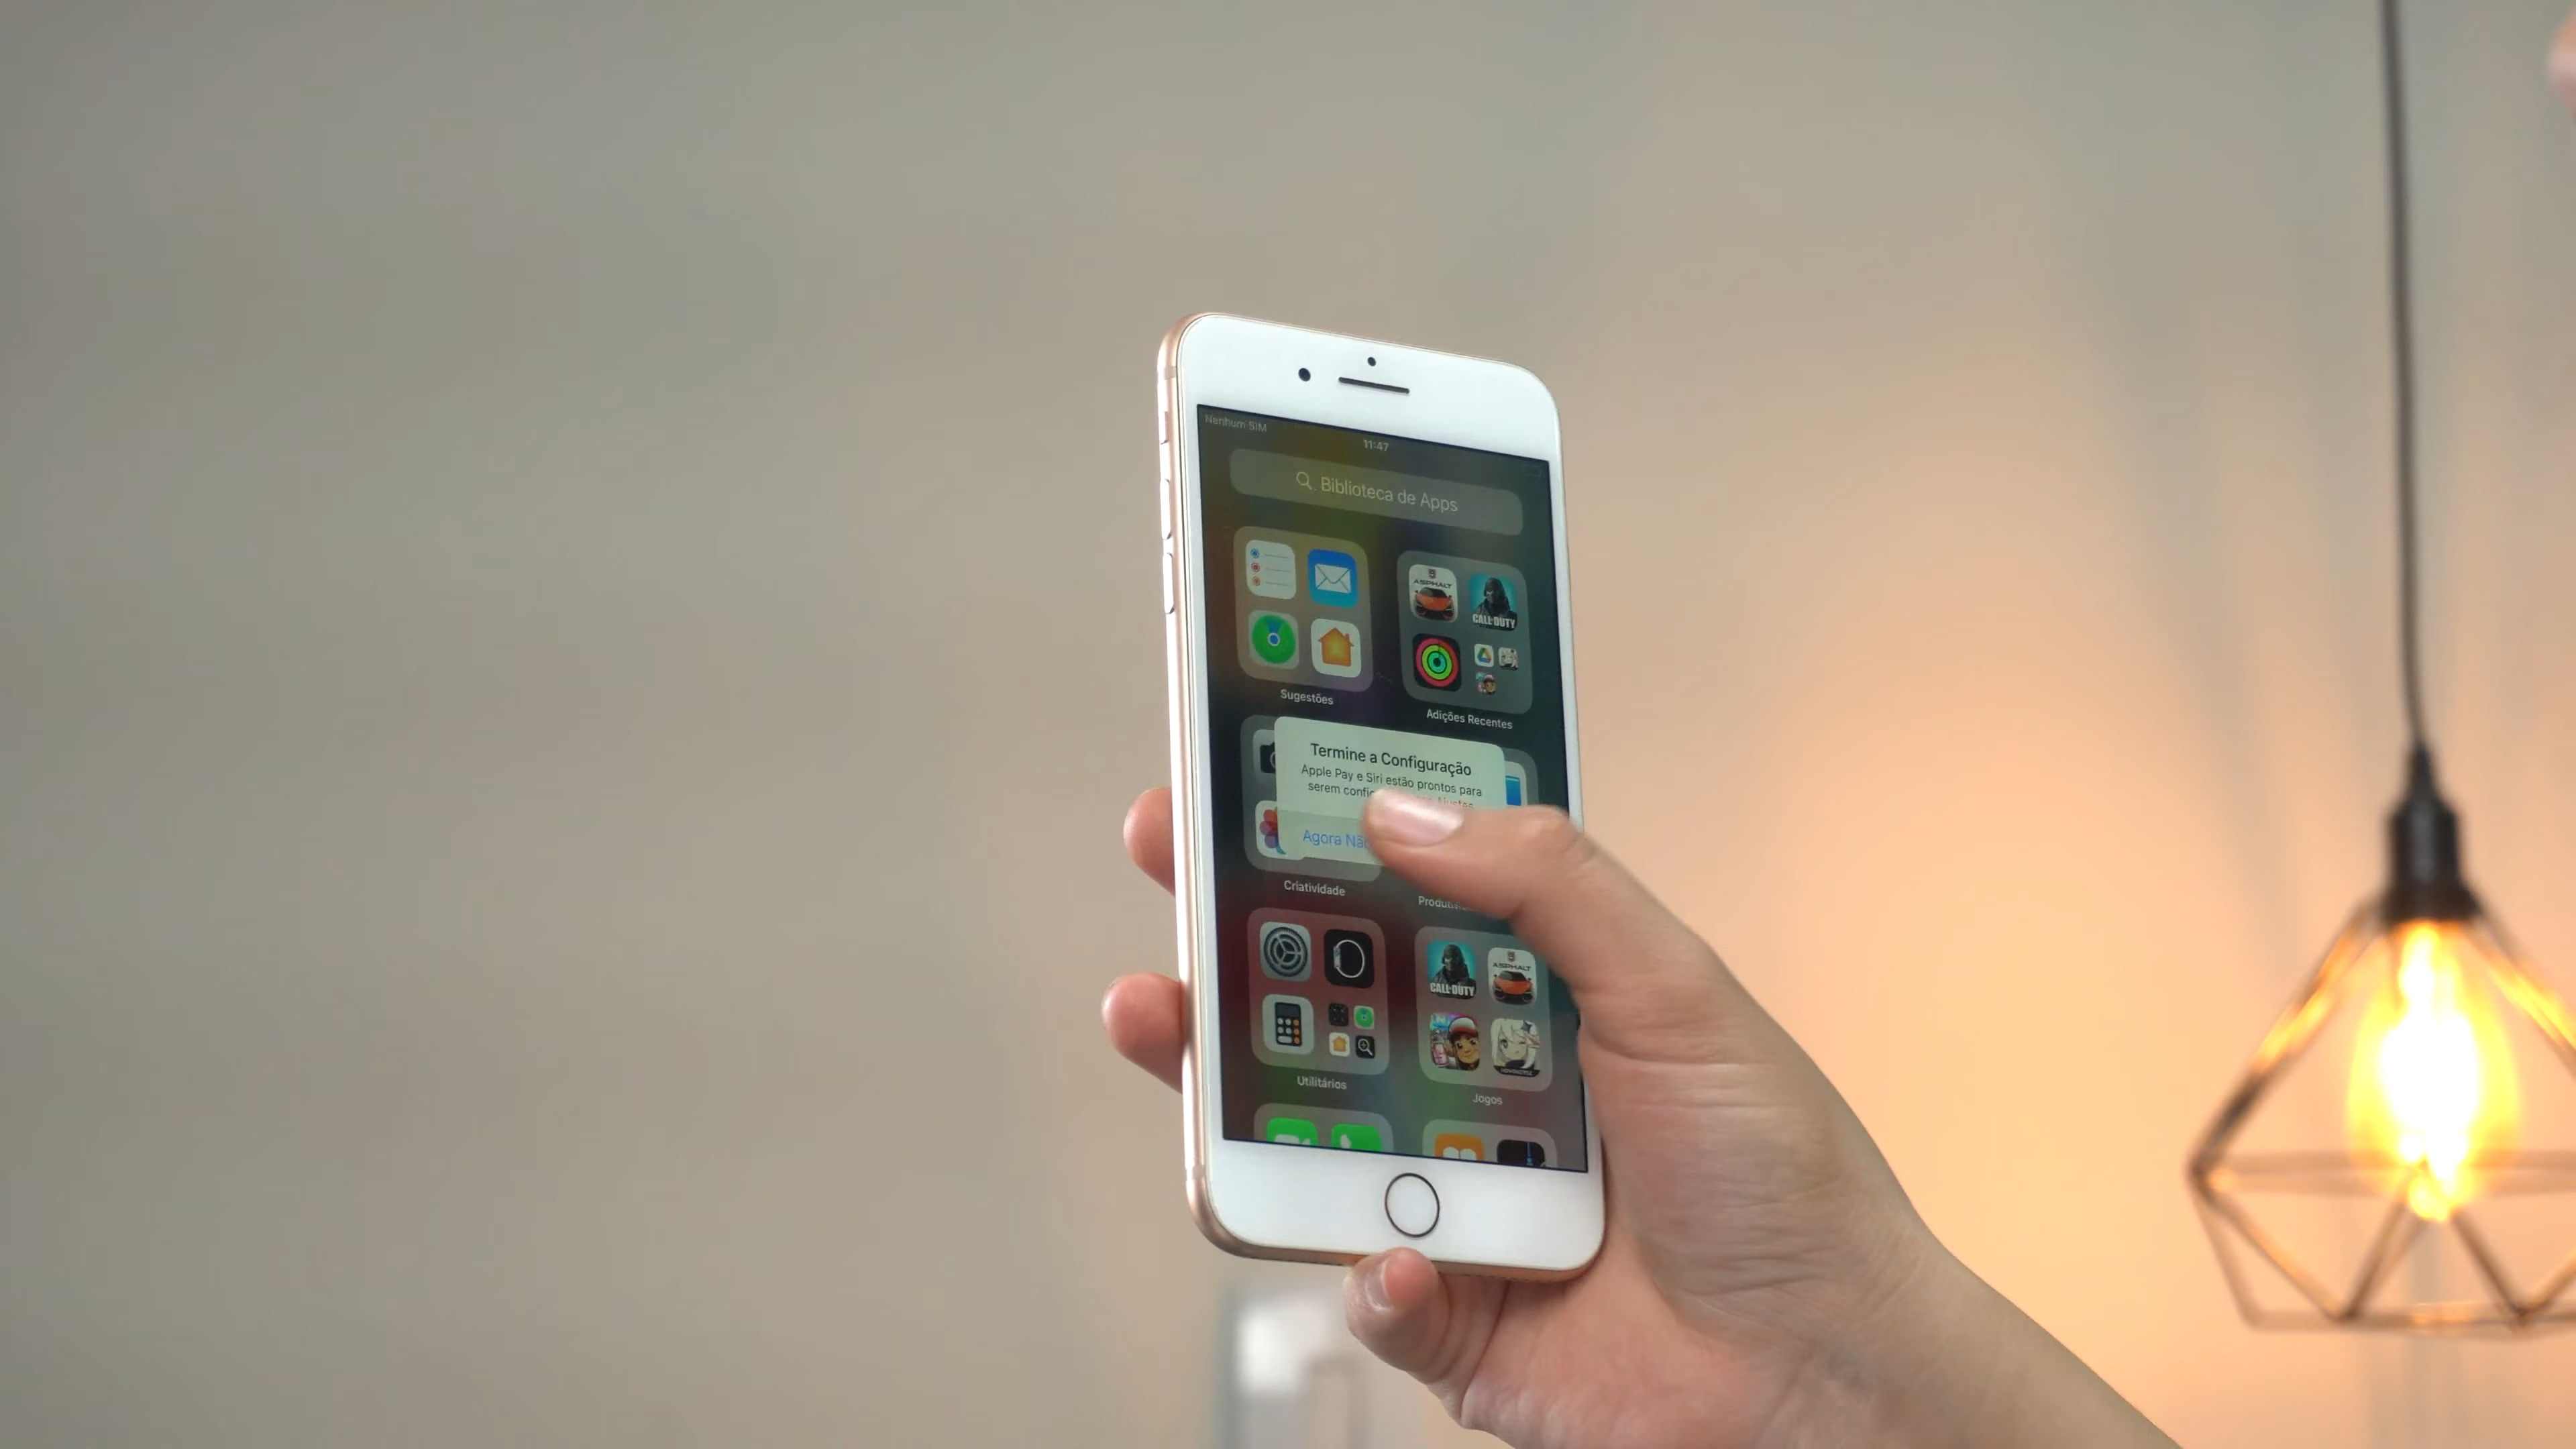 Nenhum SIM
11:47
Biblioteca de Apps
ASPHALT
CALL DUTY
Sugestões
Adições Recentes
Termine a Configuração
Apple Pay e Siri estão prontos para
serem Ajustes
Agora
Criatividade
CALL DUTY
ASPHALT
Utilitários
Jogos